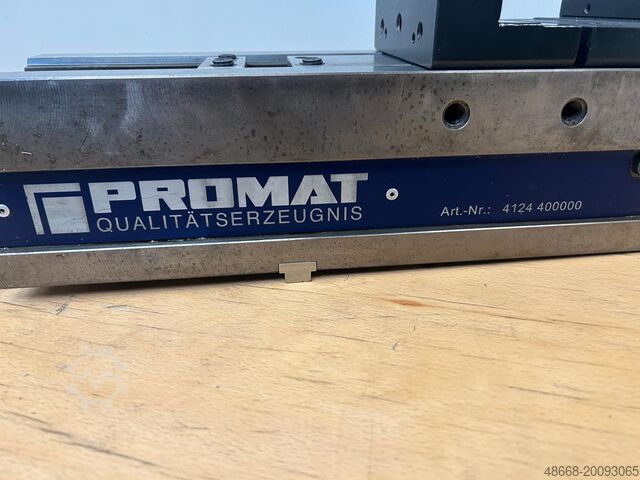 PROMAT
QUALITÄTSERZEUGNIS
Art.-Nr.: 4124 400000
48668-20093065